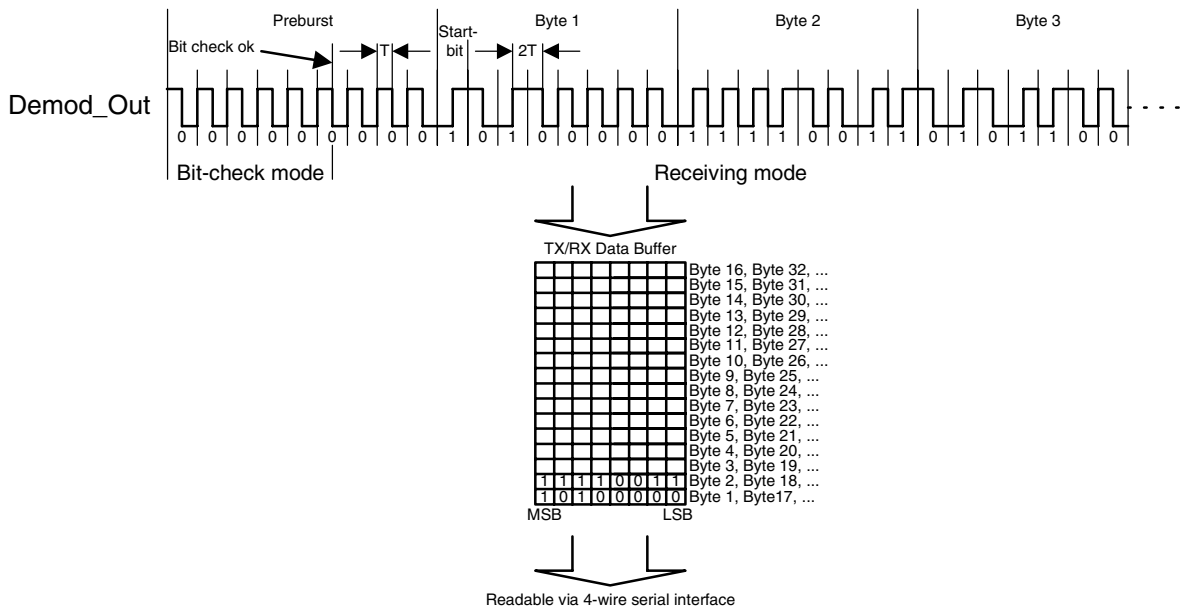 Preburst
Byte 1
Byte 2
Byte 3
Bit check ok
T
Start-
bit
2T
Demod_Out
0 0 0 0 0 0 0 0 0 1 0 1 0 0 0 0 0 1 1 1 1 0 0 1 1 0 1 0 1 1 0 0
Bit-check mode
Receiving mode
TX/RX Data Buffer
Byte 16, Byte 32, ...
Byte 15, Byte 31, ...
Byte 14, Byte 30, ...
Byte 13, Byte 29, ...
Byte 12, Byte 28, ...
Byte 11, Byte 27, ...
Byte 10, Byte 26, ...
Byte 9, Byte 25, ...
Byte 8, Byte 24, ...
Byte 7, Byte 23, ...
Byte 6, Byte 22, ...
Byte 5, Byte 21, ...
Byte 4, Byte 20, ...
Byte 3, Byte 19, ...
1 1 1 1 0 0 1 1 Byte 2, Byte 18, ...
1 0 1 0 0 0 0 0 Byte 1, Byte17, ...
MSB
LSB
Readable via 4-wire serial interface